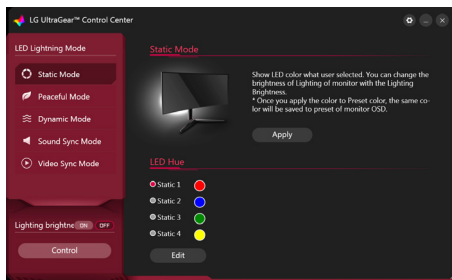 LG UltraGear™ Control Center
LED Lightning Mode
Static Mode
Peaceful Mode
Dynamic Mode
Sound Sync Mode
Video Sync Mode
Lighting brightne ON OFF
Control
Static Mode
Show LED color what user selected. You can change the
brightness of Lighting of monitor with the Lighting
Brightness.
* Once you apply the color to Preset color, the same co-
lor will be saved to preset of monitor OSD.
Apply
LED Hue
Static 1
Static 2
Static 3
Static 4
Edit